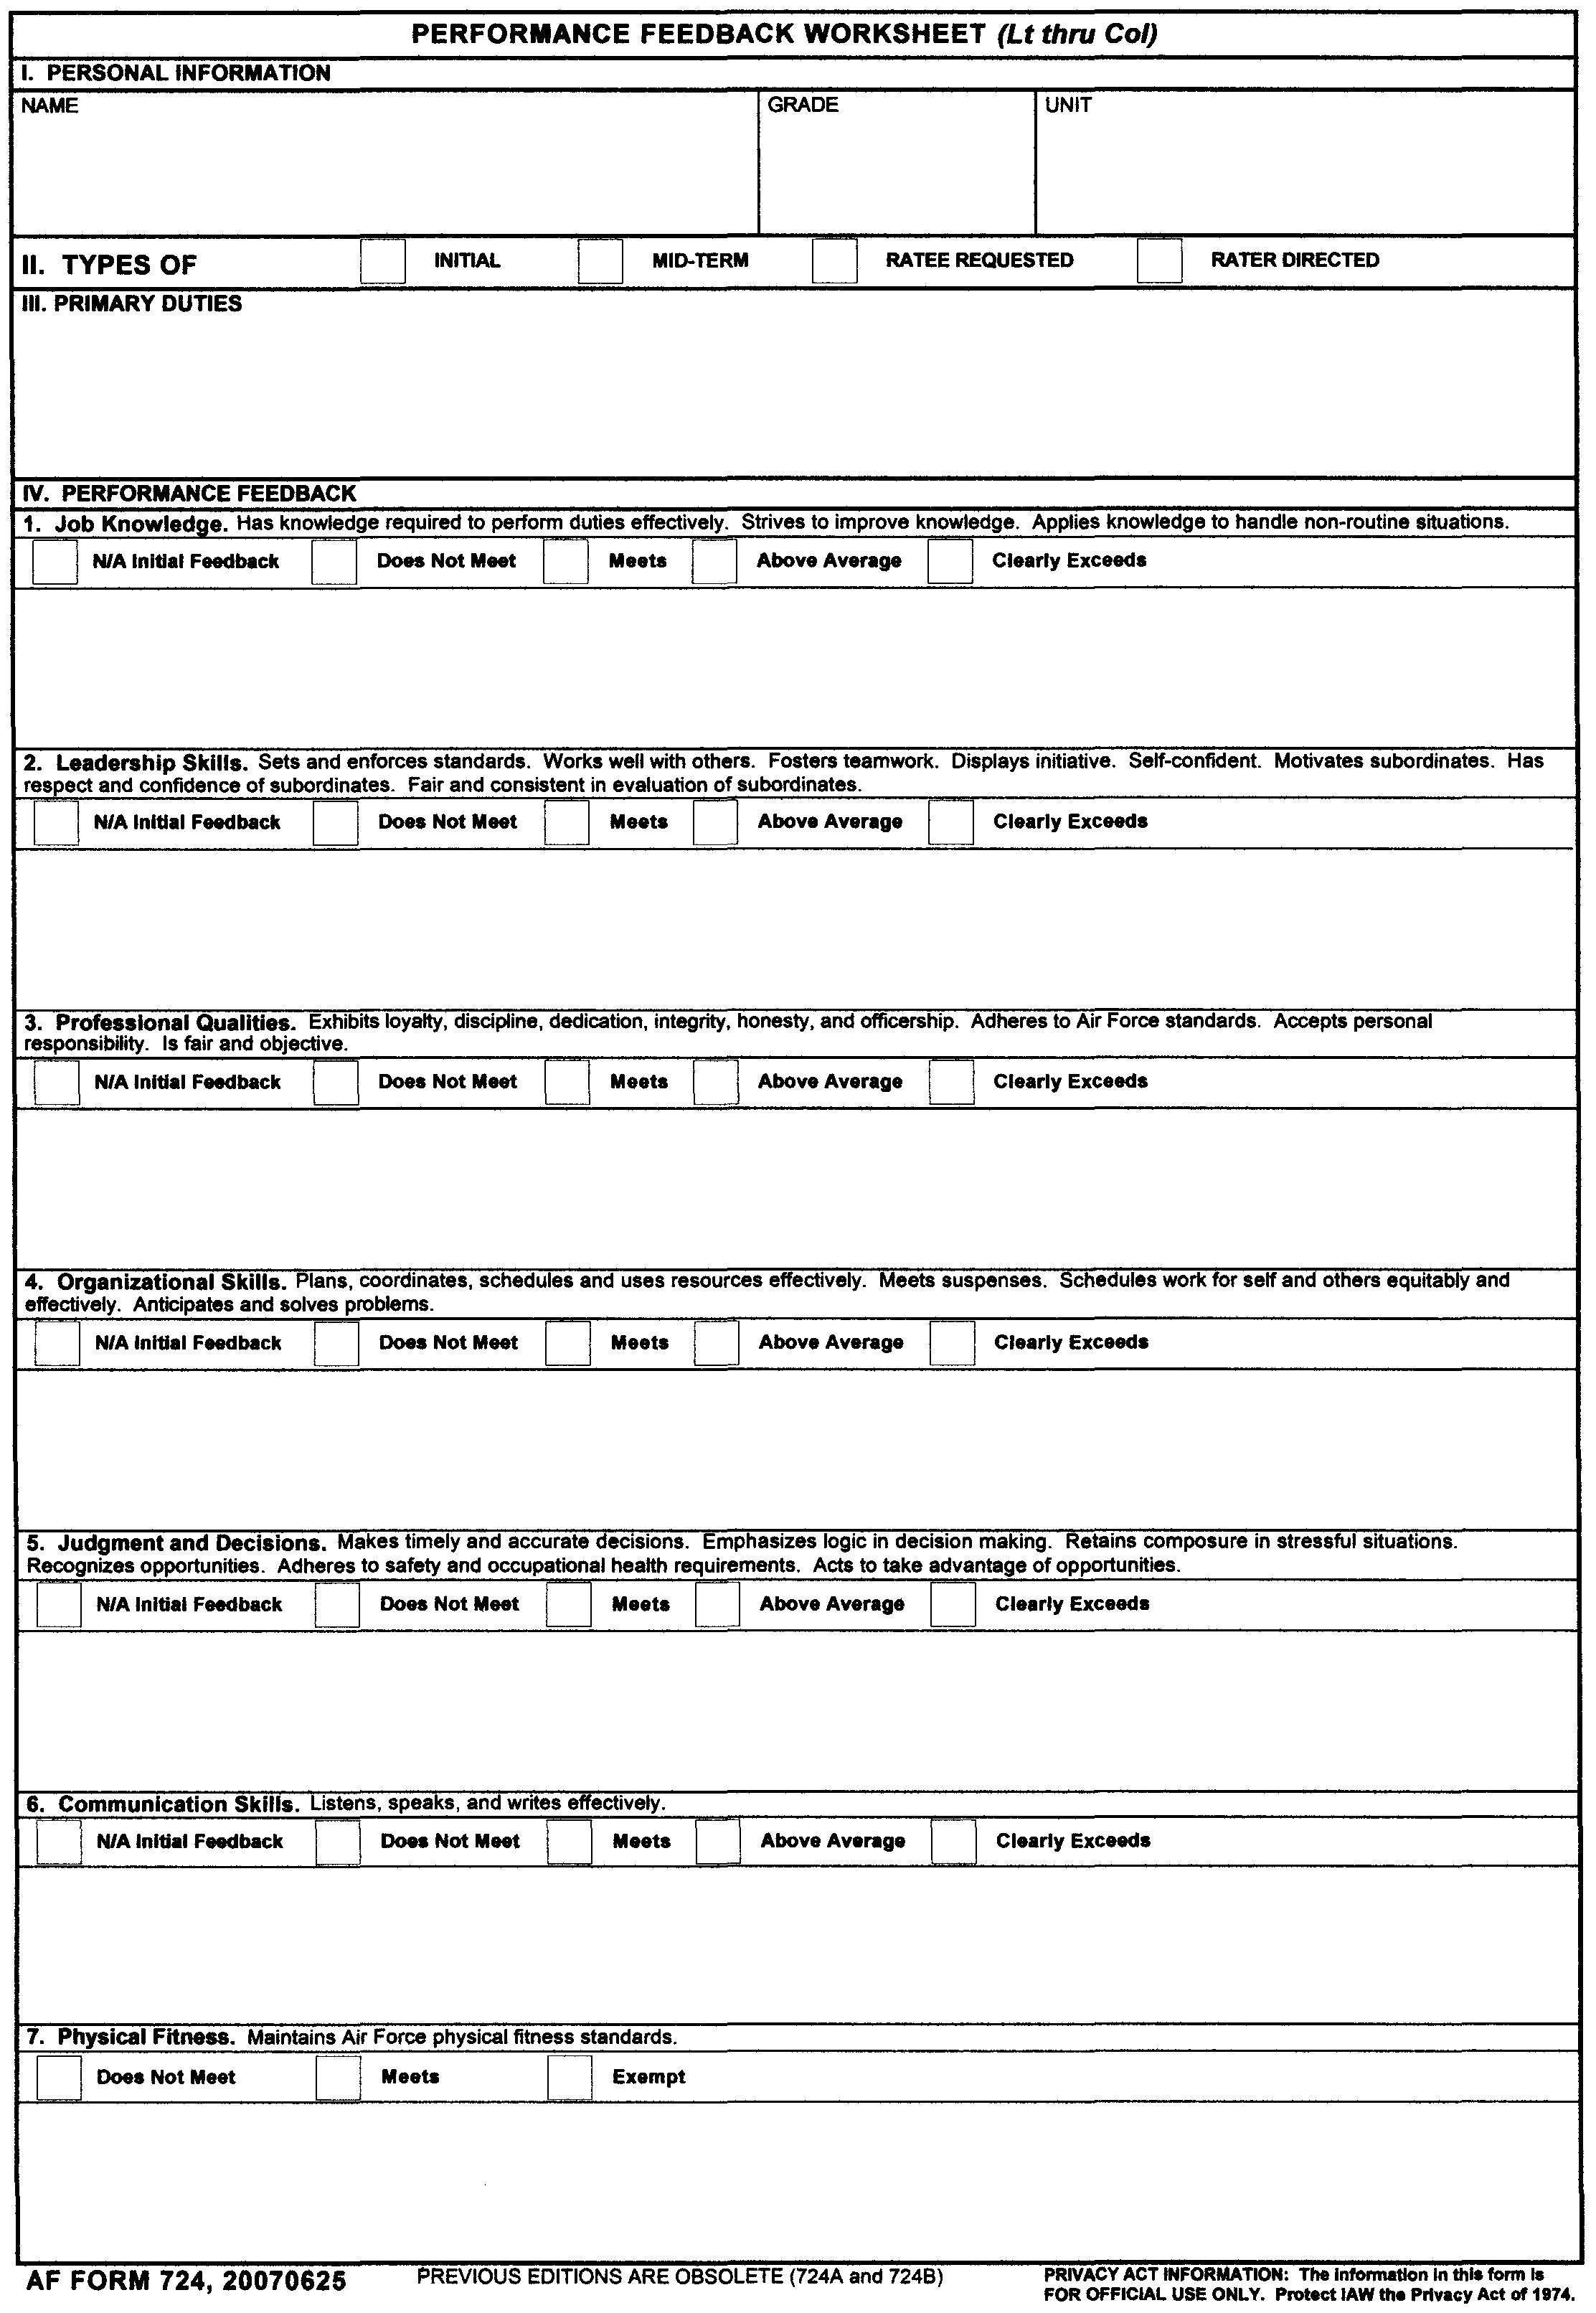 PERFORMANCE FEEDBACK WORKSHEET (Lt thru Col)
I. PERSONAL INFORMATION
NAME GRADE UNIT
II. TYPES OF INITIAL MID-TERM RATEE REQUESTED RATER DIRECTED
III. PRIMARY DUTIES
IV. PERFORMANCE FEEDBACK
1. Job Knowledge. Has knowledge required to perform duties effectively. Strives to improve knowledge. Applies knowledge to handle non-routine situations.
N/A Initial Feedback Does Not Meet Meets Above Average Clearly Exceeds
2. Leadership Skills. Sets and enforces standards. Works well with others. Fosters teamwork. Displays initiative. Self-confident. Motivates subordinates. Has
respect and confidence of subordinates. Fair and consistent in evaluation of subordinates.
N/A Initial Feedback Does Not Meet Meets Above Average Clearly Exceeds
3. Professional Qualities. Exhibits loyalty, discipline, dedication, integrity, honesty, and officership. Adheres to Air Force standards. Accepts personal
responsibility. Is fair and objective.
N/A Initial Feedback Does Not Meet Meets Above Average Clearly Exceeds
4. Organizational Skills. Plans, coordinates, schedules and uses resources effectively. Meets suspenses. Schedules work for self and others equitably and
effectively. Anticipates and solves problems.
N/A Initial Feedback Does Not Meet Meets Above Average Clearly Exceeds
5. Judgment and Decisions. Makes timely and accurate decisions. Emphasizes logic in decision making. Retains composure in stressful situations.
Recognizes opportunities. Adheres to safety and occupational health requirements. Acts to take advantage of opportunities.
N/A Initial Feedback Does Not Meet Meets Above Average Clearly Exceeds
6. Communication Skills. Listens, speaks, and writes effectively.
N/A Initial Feedback Does Not Meet Meets Above Average Clearly Exceeds
7. Physical Fitness. Maintains Air Force physical fitness standards.
Does Not Meet Meets Exempt
AF FORM 724, 20070625 PREVIOUS EDITIONS ARE OBSOLETE (724A and 724B) PRIVACY ACT INFORMATION: The information in this form is
FOR OFFICIAL USE ONLY. Protect IAW the Privacy Act of 1974.